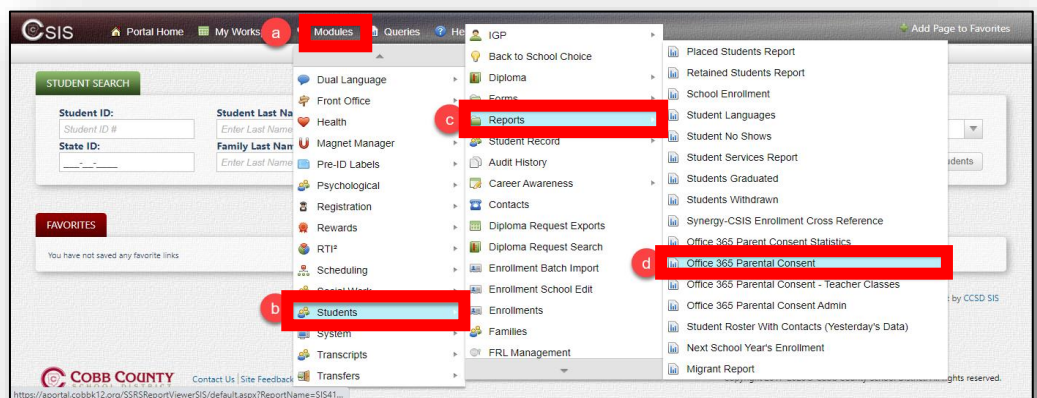 CSIS
Portal Home
My Works
a
Modules
Queries
He
Add Page to Favorites
STUDENT SEARCH
Student ID:
Student ID #
State ID:
___-_-____
Student Last Na
Enter Last Name
Family Last Nam
Enter Last Name
udents
FAVORITES
You have not saved any favorite links
Dual Language
Front Office
Health
Magnet Manager
Pre-ID Labels
Psychological
Registration
Rewards
RTI²
Scheduling
Social Work
b
Students
System
Transcripts
Transfers
IGP
Back to School Choice
Diploma
Forms
c
Reports
Student Record
Audit History
Career Awareness
Contacts
Diploma Request Exports
Diploma Request Search
Enrollment Batch Import
Enrollment School Edit
Enrollments
Families
FRL Management
Placed Students Report
Retained Students Report
School Enrollment
Student Languages
Student No Shows
Student Services Report
Students Graduated
Students Withdrawn
Synergy-CSIS Enrollment Cross Reference
Office 365 Parent Consent Statistics
d
Office 365 Parental Consent
Office 365 Parental Consent - Teacher Classes
Office 365 Parental Consent Admin
Student Roster With Contacts (Yesterday's Data)
Next School Year's Enrollment
Migrant Report
by CCSD SIS
COBB COUNTY
SCHOOL DISTRICT
Contact Us Site Feedback
ghts reserved.
https://aportal.cobbk12.org/SSRSReportViewerSIS/default.aspx?ReportName=SIS41...